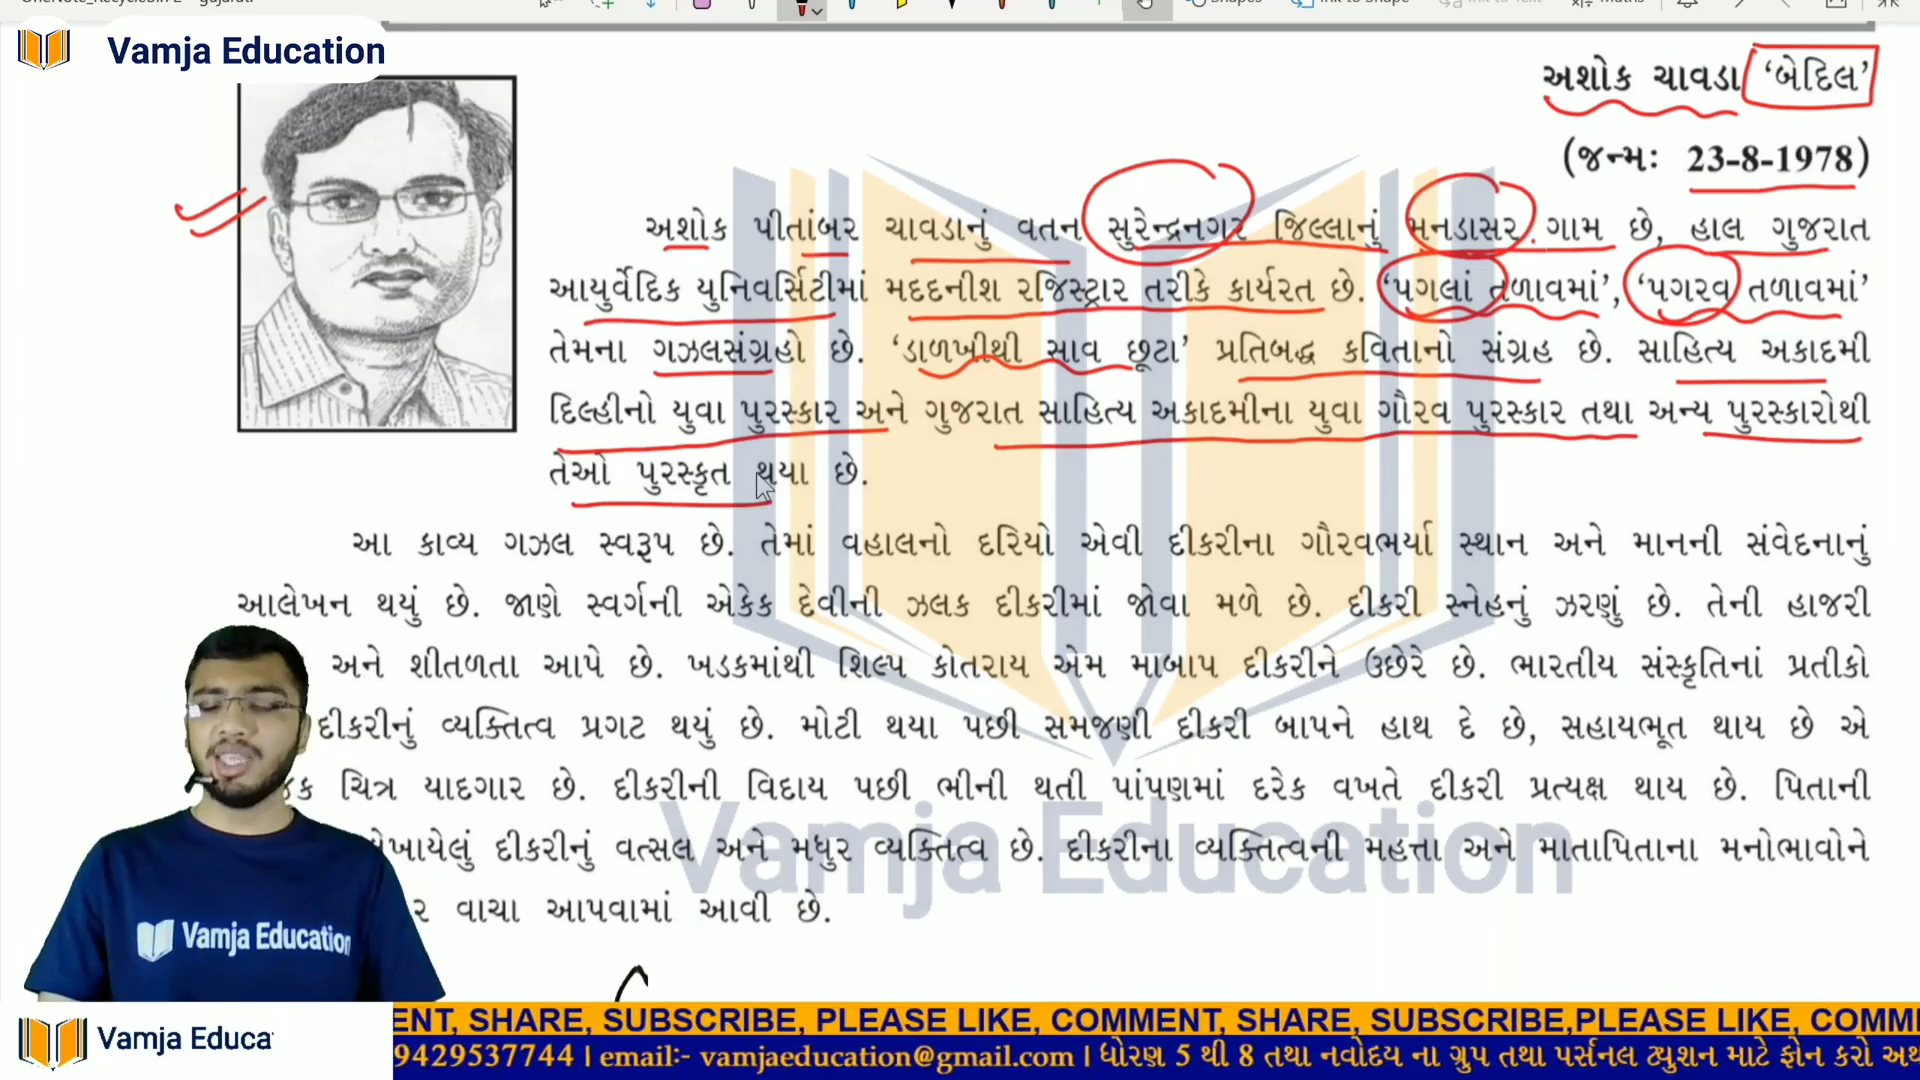 Vamja Education
અશોક ચાવડા ‘બેદિલ’
(જન્મઃ 23-8-1978)
અશોક પીતાંબર ચાવડાનું વતન સુરેન્દ્રનગર જિલ્લાનું મનડાસર ગામ છે, હાલ ગુજરાત
આયુર્વેદિક યુનિવર્સિટીમાં મદદનીશ રજિસ્ટ્રાર તરીકે કાર્યરત છે. ‘પગલાં તળાવમાં’, ‘પગરવ તળાવમાં’
તેમના ગઝલસંગ્રહો છે. ‘ડાળખીથી સાવ છૂટા’ પ્રતિબદ્ધ કવિતાનો સંગ્રહ છે. સાહિત્ય અકાદમી
દિલ્હીનો યુવા પુરસ્કાર અને ગુજરાત સાહિત્ય અકાદમીના યુવા ગૌરવ પુરસ્કાર તથા અન્ય પુરસ્કારોથી
તેઓ પુરસ્કૃત થયા છે.
આ કાવ્ય ગઝલ સ્વરૂપ છે. તેમાં વહાલનો દરિયો એવી દીકરીના ગૌરવભર્યા સ્થાન અને માનની સંવેદનાનું
આલેખન થયું છે. જાણે સ્વર્ગની એકેક દેવીની ઝલક દીકરીમાં જોવા મળે છે. દીકરી સ્નેહનું ઝરણું છે. તેની હાજરી
અને શીતળતા આપે છે. ખડકમાંથી શિલ્પ કોતરાય એમ માબાપ દીકરીને ઉછેરે છે. ભારતીય સંસ્કૃતિનાં પ્રતીકો
દીકરીનું વ્યક્તિત્વ પ્રગટ થયું છે. મોટી થયા પછી સમજણી દીકરી બાપને હાથ દે છે, સહાયભૂત થાય છે એ
ચિત્ર યાદગાર છે. દીકરીની વિદાય પછી ભીની થતી પાંપણમાં દરેક વખતે દીકરી પ્રત્યક્ષ થાય છે. પિતાની
દીકરીનું વત્સલ અને મધુર વ્યક્તિત્વ છે. દીકરીના વ્યક્તિત્વની મહત્તા અને માતાપિતાના મનોભાવોને
વાચા આપવામાં આવી છે.
Vamja Education
Vamja Education
Vamja Educa
ENT, SHARE, SUBSCRIBE, PLEASE LIKE, COMMENT, SHARE, SUBSCRIBE,PLEASE LIKE, COMM
9429537744 | email:- vamjaeducation@gmail.com | ધોરણ 5 થી 8 તથા નવોદય ના ગ્રુપ તથા પર્સનલ ટ્યુશન માટે ફોન કરો અથ